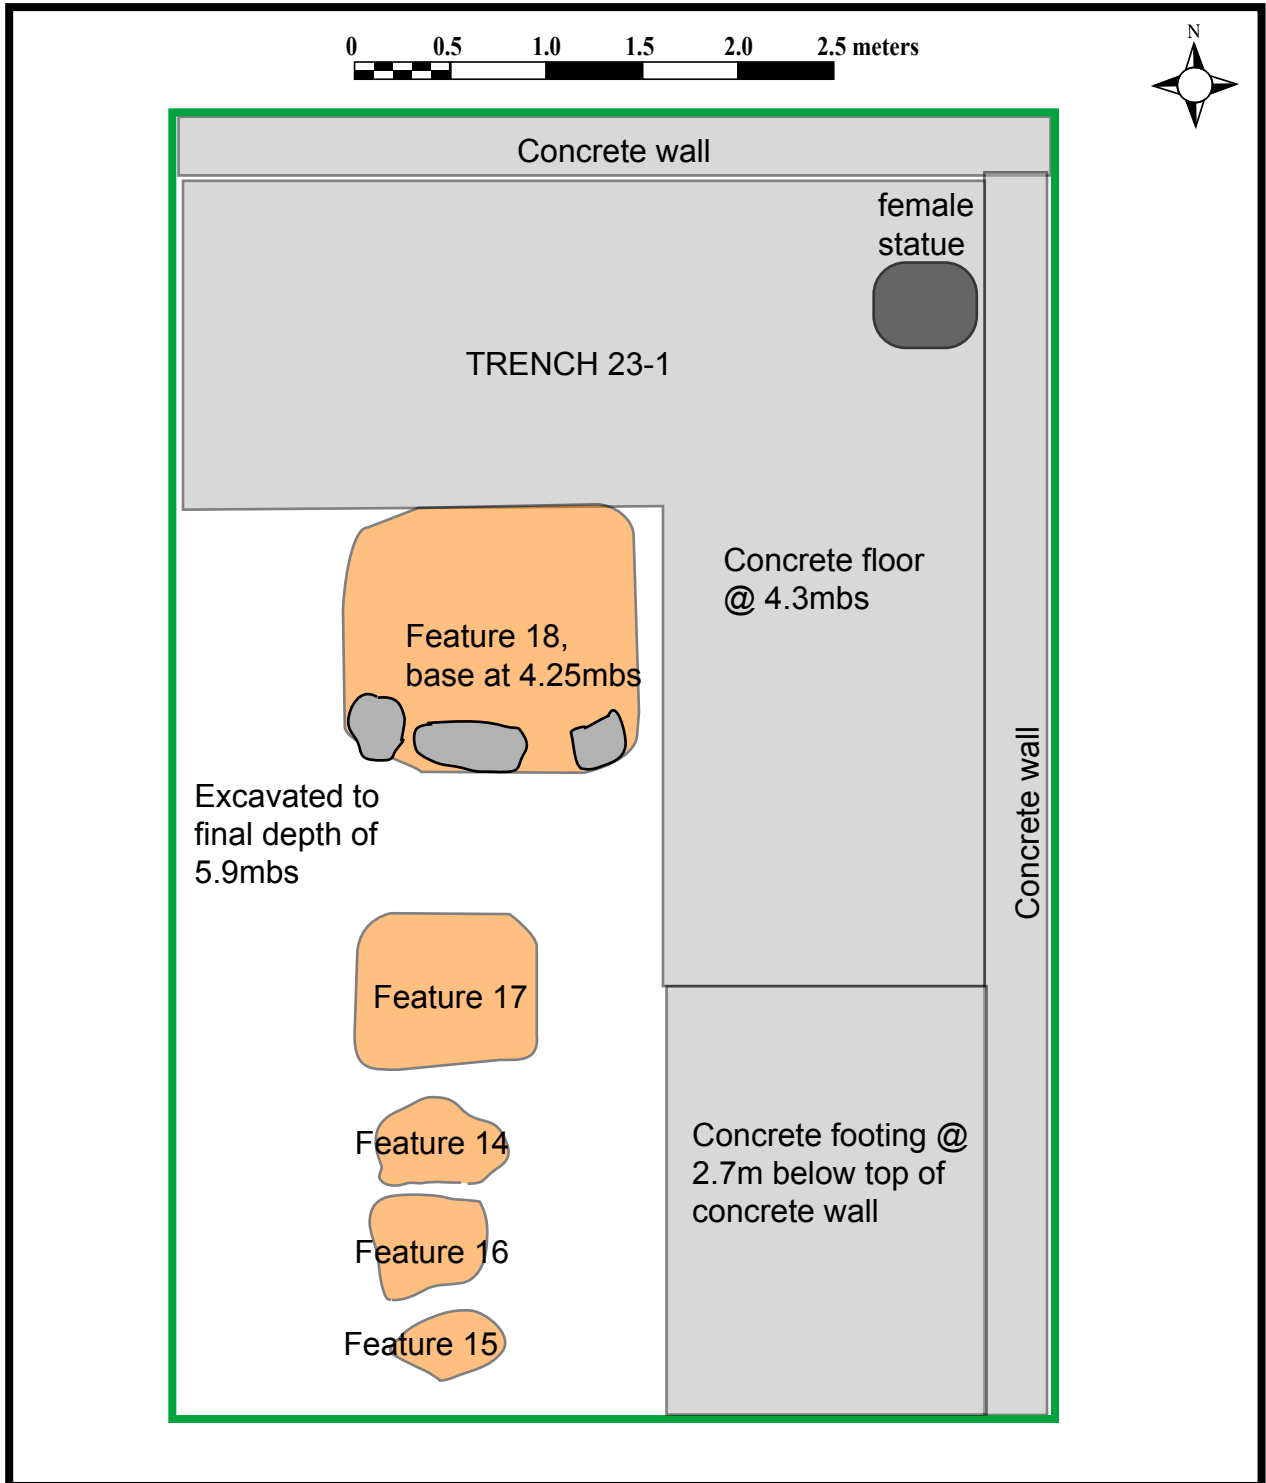 0 0.5 1.0 1.5 2.0 2.5 meters
N
Concrete wall
female
statue
TRENCH 23-1
Concrete floor
@ 4.3mbs
Feature 18,
base at 4.25mbs
Concrete wall
Excavated to
final depth of
5.9mbs
Feature 17
Feature 14
Concrete footing @
2.7m below top of
concrete wall
Feature 16
Feature 15